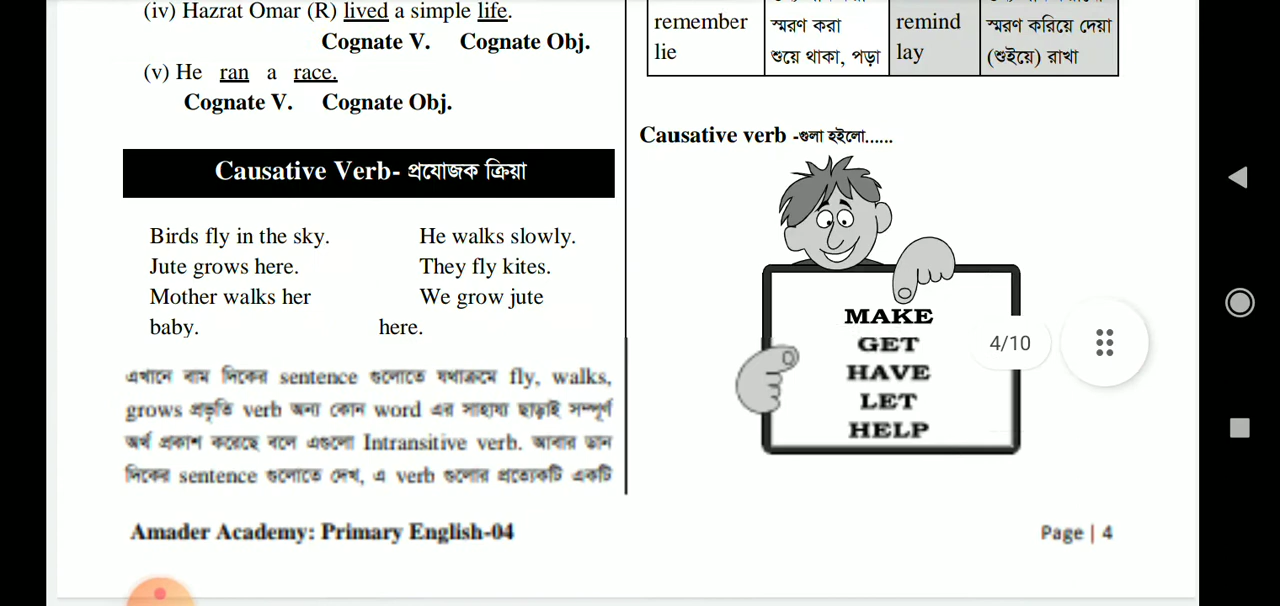 (iv) Hazrat Omar (R) lived a simple life.
Cognate V. Cognate Obj.
(v) He ran a race.
Cognate V. Cognate Obj.
Causative Verb- প্রযোজক ক্রিয়া
Birds fly in the sky. He walks slowly.
Jute grows here. They fly kites.
Mother walks her We grow jute
baby. here.
এখানে বাম দিকের sentence গুলোতে যথাক্রমে fly, walks,
grows প্রভৃতি verb অন্য কোন word এর সাহায্য ছাড়াই সম্পূর্ণ
অর্থ প্রকাশ করেছে বলে এগুলো Intransitive verb. আবার ডান
দিকের sentence গুলোতে দেখ, এ verb গুলোর প্রত্যেকটি একটি
remember স্মরণ করা remind স্মরণ করিয়ে দেয়া
lie শুয়ে থাকা, পড়া lay (শুইয়ে) রাখা
Causative verb -গুলা হইলো......
MAKE
GET
HAVE
LET
HELP
4/10
Amader Academy: Primary English-04 Page | 4